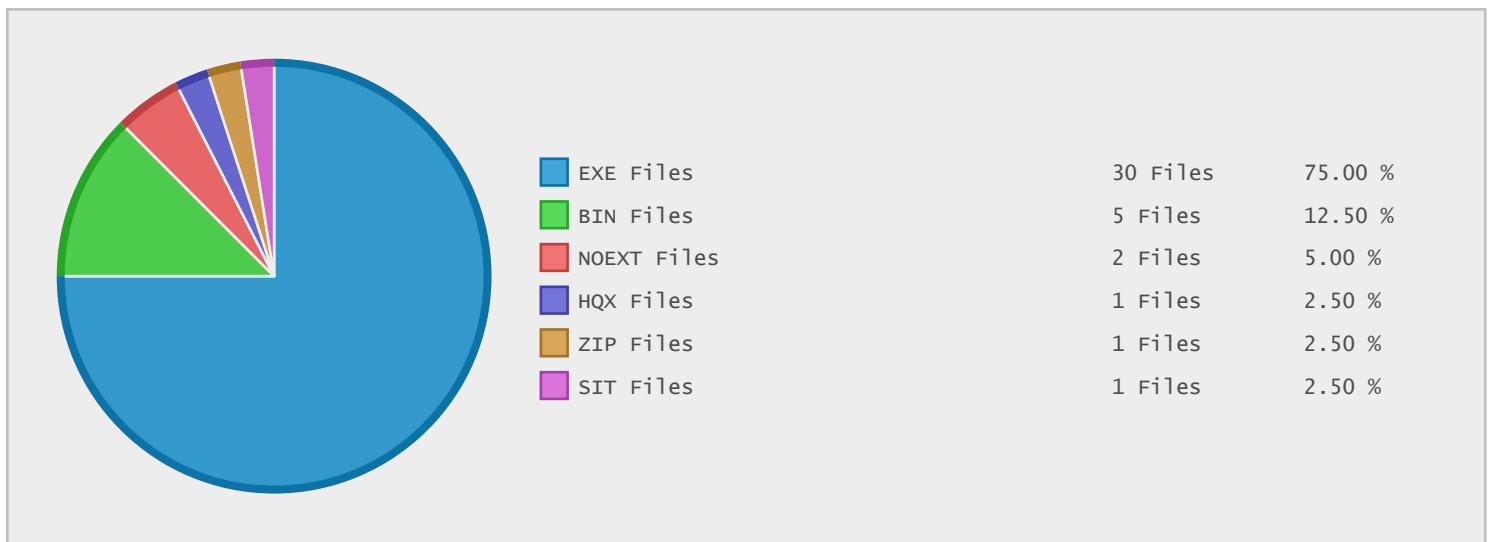 EXE Files 30 Files 75.00 %
BIN Files 5 Files 12.50 %
NOEXT Files 2 Files 5.00 %
HQX Files 1 Files 2.50 %
ZIP Files 1 Files 2.50 %
SIT Files 1 Files 2.50 %